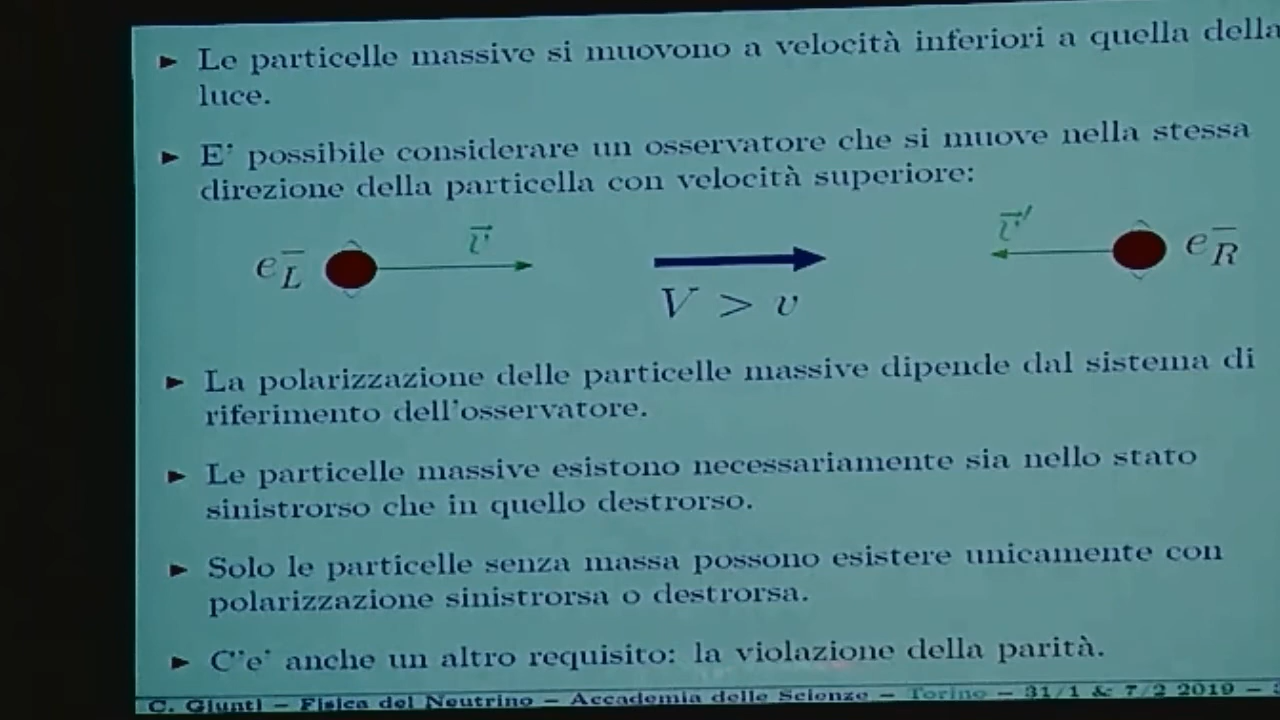 ► Le particelle massive si muovono a velocità inferiori a quella della
luce.
► E' possibile considerare un osservatore che si muove nella stessa
direzione della particella con velocità superiore:
e⁻_L v⃗ V > v v⃗′ e⁻_R
► La polarizzazione delle particelle massive dipende dal sistema di
riferimento dell'osservatore.
► Le particelle massive esistono necessariamente sia nello stato
sinistrorso che in quello destrorso.
► Solo le particelle senza massa possono esistere unicamente con
polarizzazione sinistrorsa o destrorsa.
► C"e' anche un altro requisito: la violazione della parità.
C. Giunti – Fisica del Neutrino – Accademia delle Scienze – Torino – 31/1 & 7/2 2019 –